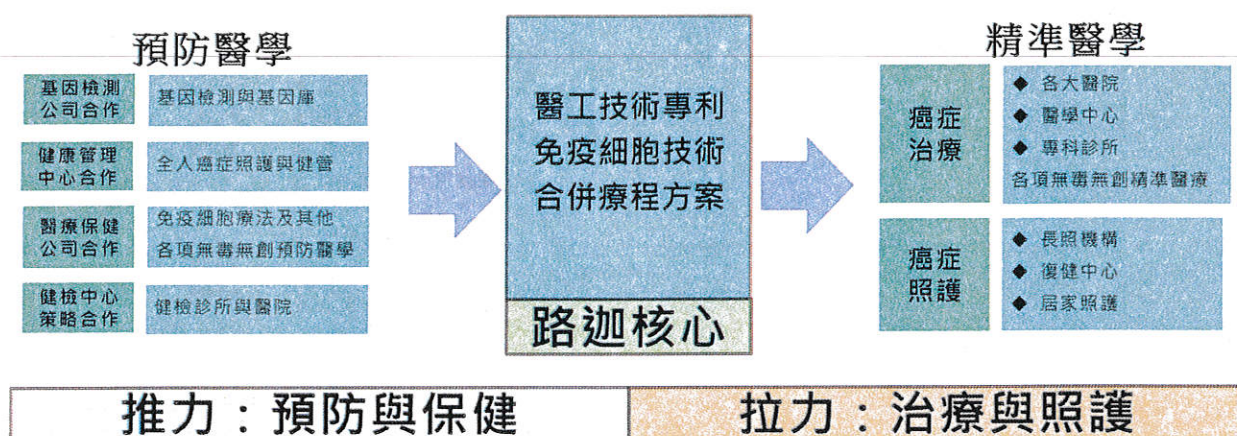 預防醫學
基因檢測
公司合作
基因檢測與基因庫
健康管理
中心合作
全人癌症照護與健管
醫療保健
公司合作
免疫細胞療法及其他
各項無毒無創預防醫學
健檢中心
策略合作
健檢診所與醫院
醫工技術專利
免疫細胞技術
合併療程方案
路迦核心
精準醫學
癌症
治療
◆ 各大醫院
◆ 醫學中心
◆ 專科診所
各項無毒無創精準醫療
癌症
照護
◆ 長照機構
◆ 復健中心
◆ 居家照護
推力：預防與保健
拉力：治療與照護